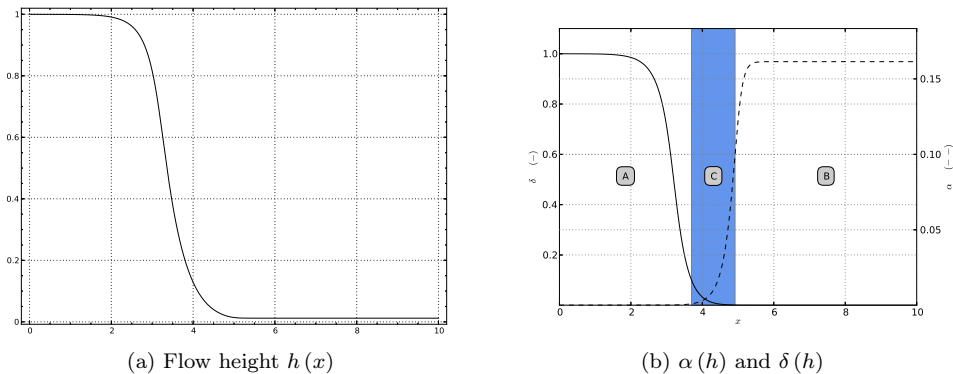 1
0.8
0.6
0.4
0.2
0
0 2 4 6 8 10
(a) Flow height h (x)
1.0
0.8
0.6
0.4
0.2
δ (−)
A
C
B
0.15
0.10
0.05
α (−−)
0 2 4 6 8 10
x
(b) α (h) and δ (h)